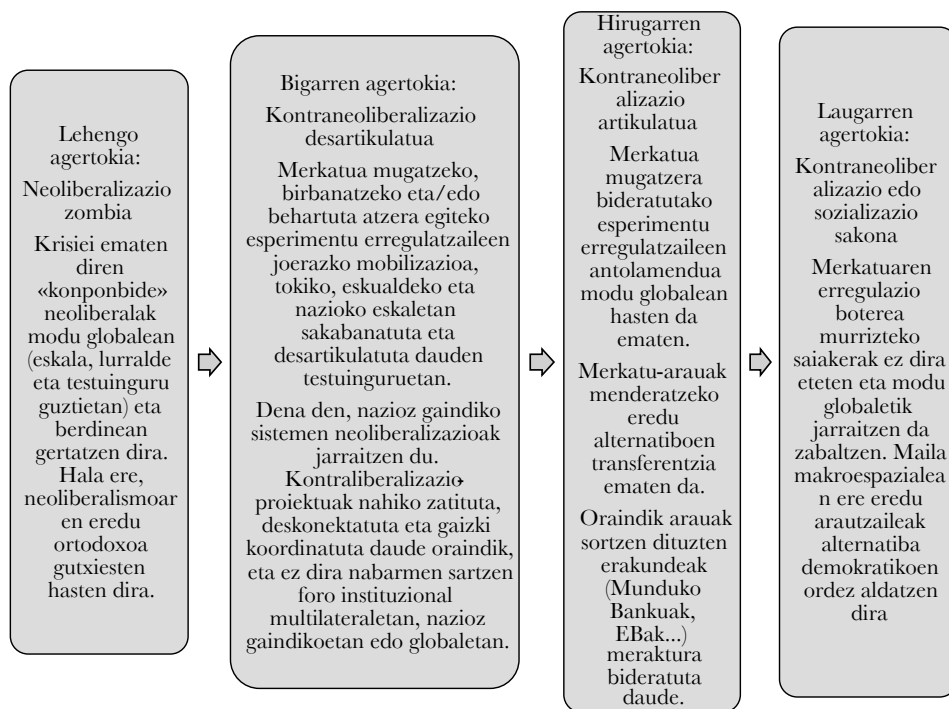 Lehengo
agertokia:
Neoliberalizazio
zombia
Krisiei ematen
diren «konponbide»
neoliberalak
modu globalean
(eskala, lurralde
eta testuinguru
guztietan) eta
berdinean
gertatzen dira.
Hala ere,
neoliberalismoar
en eredu
ortodoxoa
gutxiesten
hasten dira.
Bigarren agertokia:
Kontraneoliberalizazio
desartikulatua
Merkatua mugatzeko,
birbanatzeko eta/edo
behartuta atzera egiteko
esperimentu erregulatzaileen
joerazko mobilizazioa,
tokiko, eskualdeko eta
nazioko eskaletan
sakabanatuta eta
desartikulatuta dauden
testuinguruetan.
Dena den, nazioz gaindiko
sistemen neoliberalizazioak
jarraitzen du.
Kontraliberalizazio-
proiektuak nahiko zatituta,
deskonektatuta eta gaizki
koordinatuta daude oraindik,
eta ez dira nabarmen sartzen
foro instituzional
multilateraletan, nazioz
gaindikoetan edo globaletan.
Hirugarren
agertokia:
Kontraneoliber
alizazio
artikulatua
Merkatua
mugatzera
bideratutako
esperimentu
erregulatzaileen
antolamendua
modu globalean
hasten da
ematen.
Merkatu-arauak
menderatzeko
eredu
alternatiboen
transferentzia
ematen da.
Oraindik arauak
sortzen dituzten
erakundeak
(Munduko
Bankuak,
EBak...)
meraktura
bideratuta
daude.
Laugarren
agertokia:
Kontraneoliber
alizazio edo
sozializazio
sakona
Merkatuaren
erregulazio
boterea
murrizteko
saiakerak ez dira
eteten eta modu
globaletik
jarraitzen da
zabaltzen. Maila
makroespazialea
n ere eredu
arautzaileak
alternatiba
demokratikoen
ordez aldatzen
dira